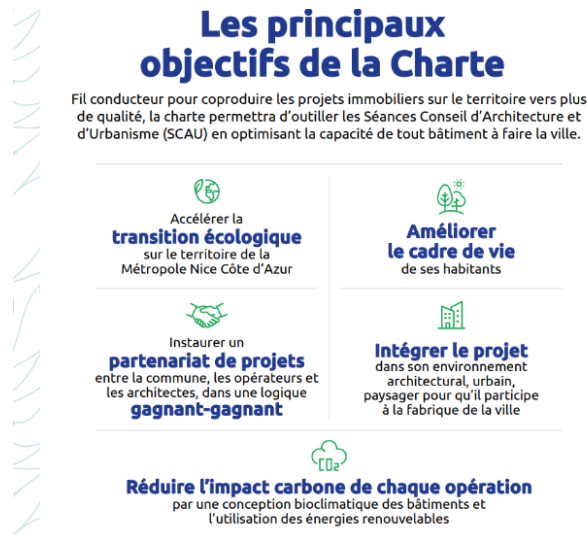 Les principaux
objectifs de la Charte
Fil conducteur pour coproduire les projets immobiliers sur le territoire vers plus
de qualité, la charte permettra d’outiller les Séances Conseil d’Architecture et
d’Urbanisme (SCAU) en optimisant la capacité de tout bâtiment à faire la ville.
Accélérer la
transition écologique
sur le territoire de la
Métropole Nice Côte d’Azur
Améliorer
le cadre de vie
de ses habitants
Instaurer un
partenariat de projets
entre la commune, les opérateurs et
les architectes, dans une logique
gagnant-gagnant
Intégrer le projet
dans son environnement
architectural, urbain,
paysager pour qu’il participe
à la fabrique de la ville
CO2
Réduire l’impact carbone de chaque opération
par une conception bioclimatique des bâtiments et
l’utilisation des énergies renouvelables